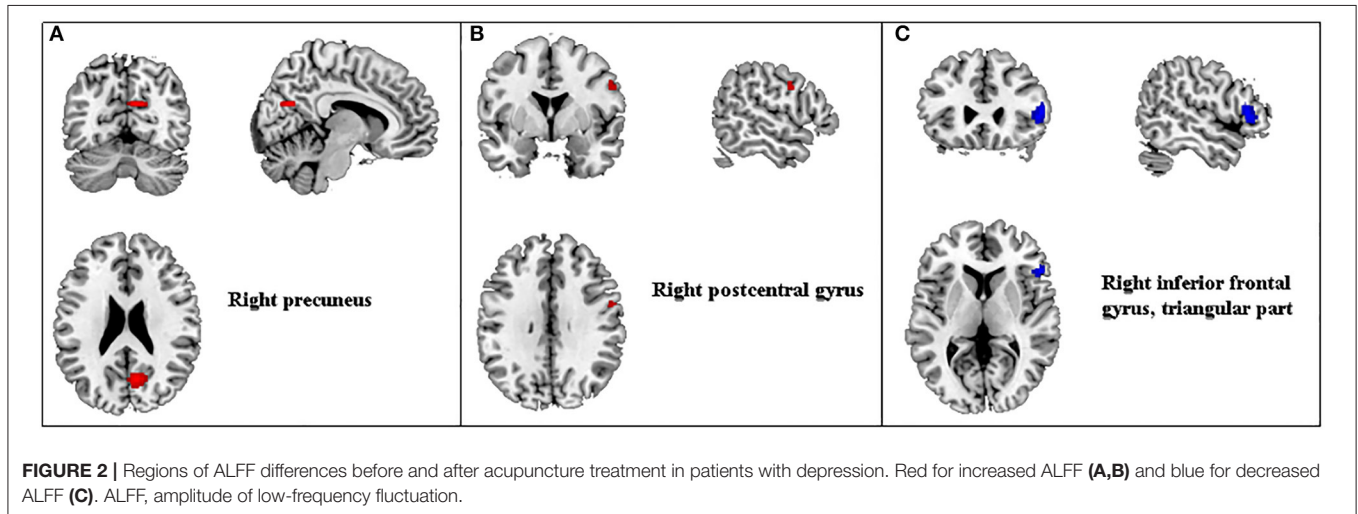 A
B
C
Right precuneus
Right postcentral gyrus
Right inferior frontal
gyrus, triangular part
FIGURE 2 | Regions of ALFF differences before and after acupuncture treatment in patients with depression. Red for increased ALFF (A,B) and blue for decreased
ALFF (C). ALFF, amplitude of low-frequency fluctuation.